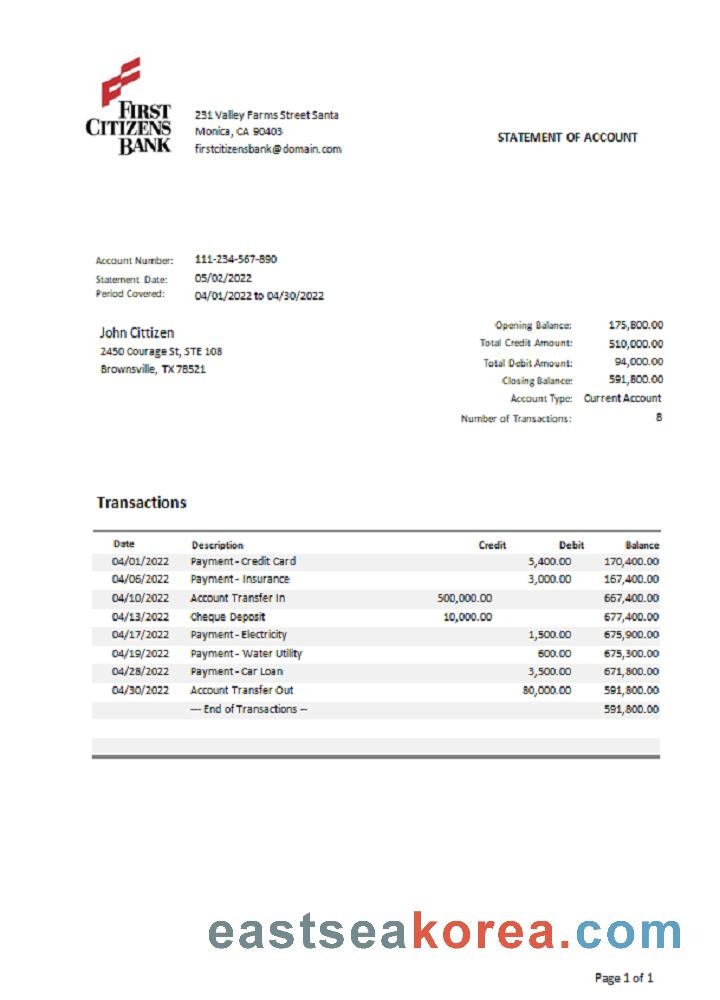 FIRST
CITIZENS
BANK
231 Valley Farms Street Santa
Monica, CA 90403
firstcitizensbank@domain.com
STATEMENT OF ACCOUNT
Account Number: 111-234-567-890
Statement Date: 05/02/2022
Period Covered: 04/01/2022 to 04/30/2022
John Cittizen
2450 Courage St, STE 108
Brownsville, TX 78521
Opening Balance: 175,800.00
Total Credit Amount: 510,000.00
Total Debit Amount: 94,000.00
Closing Balance: 591,800.00
Account Type: Current Account
Number of Transactions: 8
Transactions
Date Description Credit Debit Balance
04/01/2022 Payment - Credit Card 5,400.00 170,400.00
04/06/2022 Payment - Insurance 3,000.00 167,400.00
04/10/2022 Account Transfer In 500,000.00 667,400.00
04/13/2022 Cheque Deposit 10,000.00 677,400.00
04/17/2022 Payment - Electricity 1,500.00 675,900.00
04/19/2022 Payment - Water Utility 600.00 675,300.00
04/28/2022 Payment - Car Loan 3,500.00 671,800.00
04/30/2022 Account Transfer Out 80,000.00 591,800.00
--- End of Transactions -- 591,800.00
eastseakorea.com
Page 1 of 1